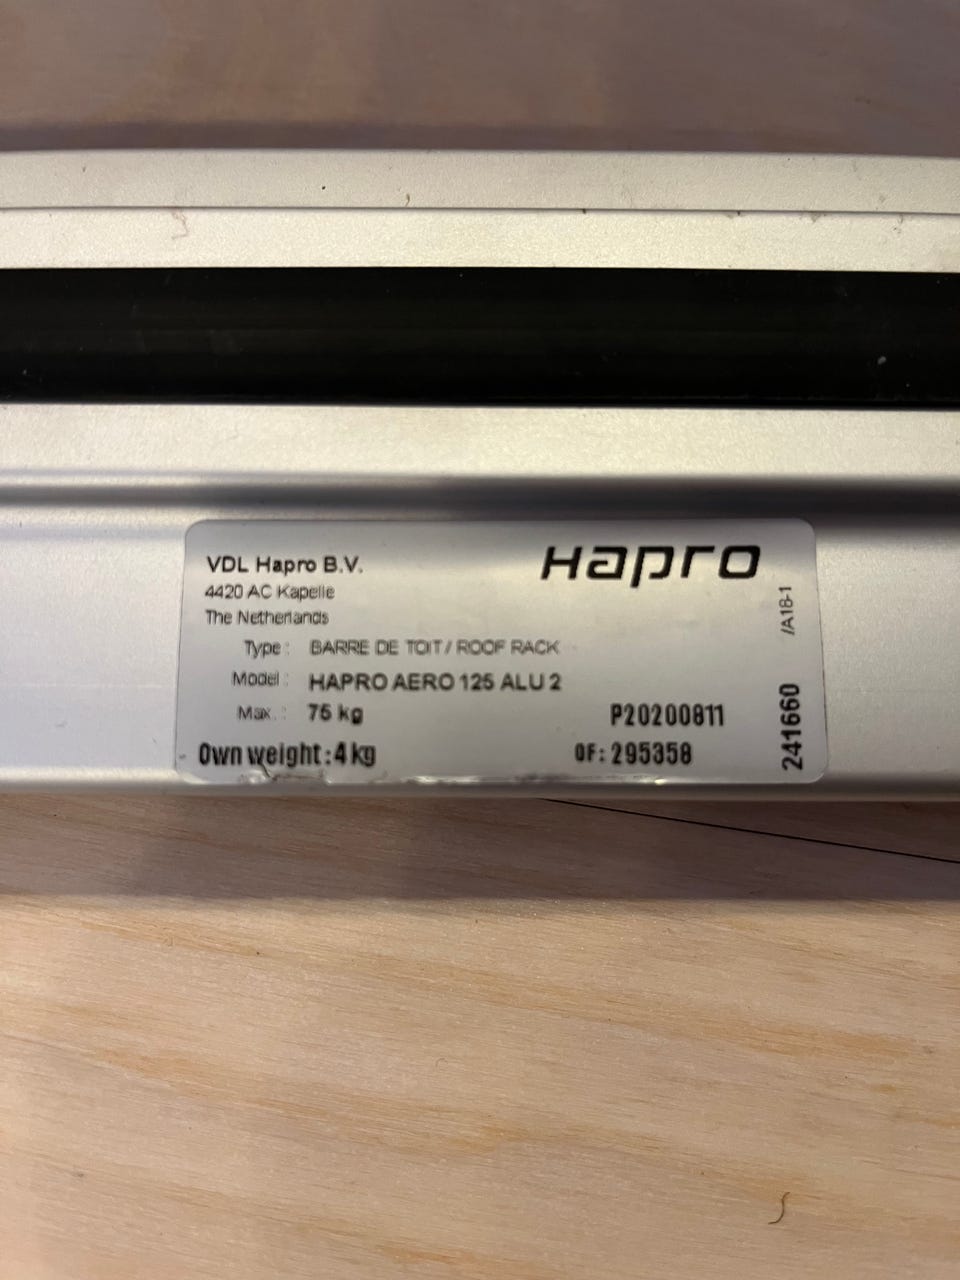 VDL Hapro B.V.
Hapro
4420 AC Kapelle
The Netherlands
Type : BARRE DE TOIT / ROOF RACK
Model : HAPRO AERO 125 ALU 2
Max. : 75 kg
P20200811
Own weight : 4 kg
OF: 295358
241660
/A18-1